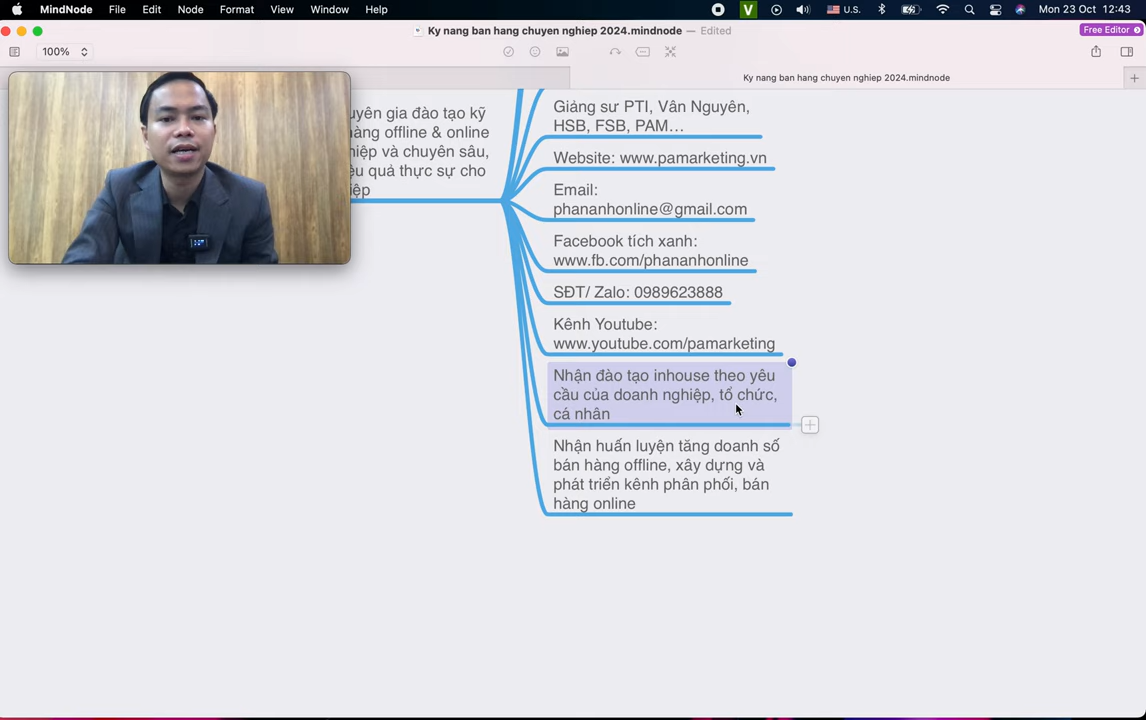 MindNode File Edit Node Format View Window Help
V
U.S.
Mon 23 Oct 12:43
Ky nang ban hang chuyen nghiep 2024.mindnode — Edited
Free Editor
100%
Ky nang ban hang chuyen nghiep 2024.mindnode
uyên gia đào tạo kỹ
àng offline & online
hiệp và chuyên sâu,
ệu quả thực sự cho
iệp
Giảng sư PTI, Vân Nguyên,
HSB, FSB, PAM...
Website: www.pamarketing.vn
Email:
phananhonline@gmail.com
Facebook tích xanh:
www.fb.com/phananhonline
SĐT/ Zalo: 0989623888
Kênh Youtube:
www.youtube.com/pamarketing
Nhận đào tạo inhouse theo yêu
cầu của doanh nghiệp, tổ chức,
cá nhân
Nhận huấn luyện tăng doanh số
bán hàng offline, xây dựng và
phát triển kênh phân phối, bán
hàng online